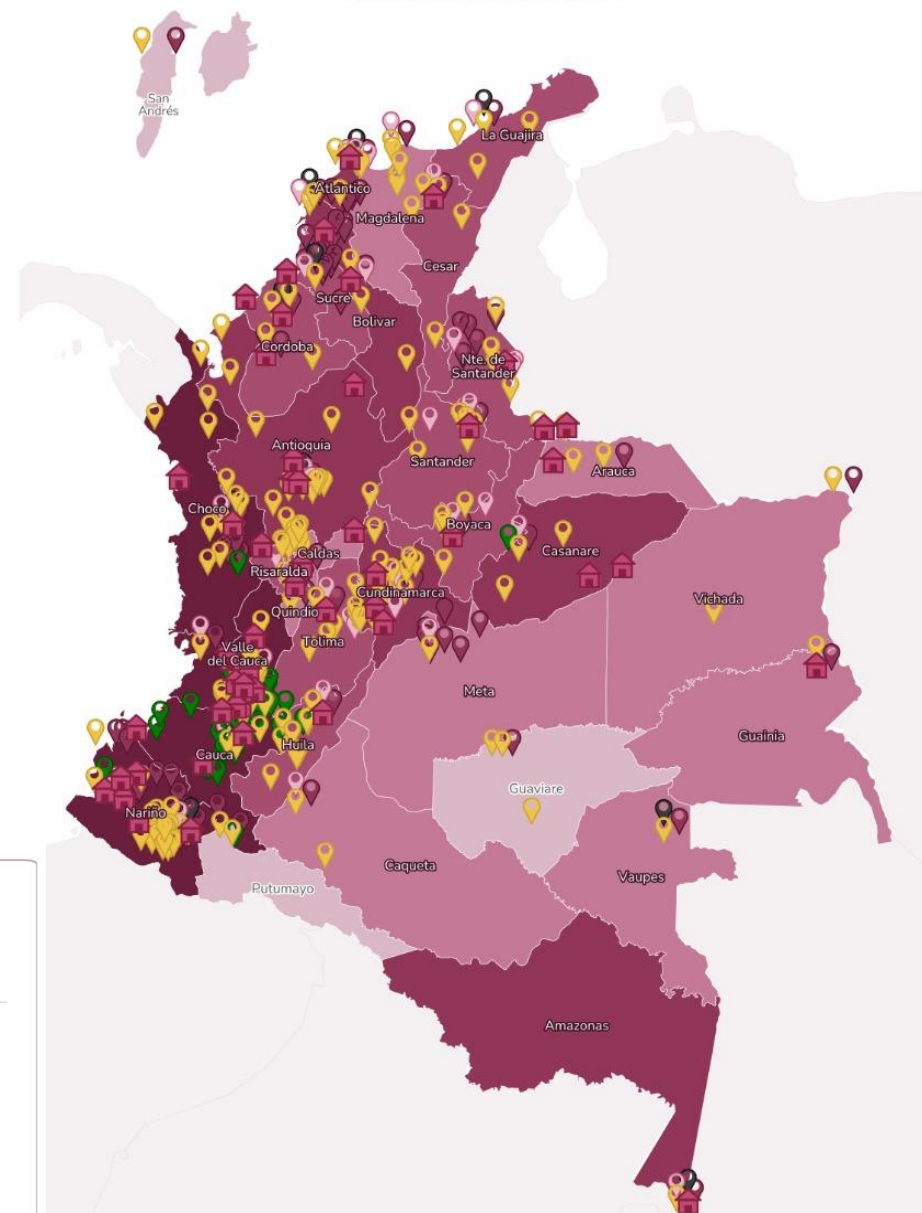 San
Andrés
La Guajira
Atlantico
Magdalena
Cesar
Sucre
Bolivar
Cordoba
Nte. de
Santander
Antioquia
Santander
Arauca
Choco
Boyaca
Casanare
Caldas
Risaralda
Cundinamarca
Vichada
Quindio
Tolima
Valle
del Cauca
Meta
Guainia
Cauca
Huila
Guaviare
Nariño
Caqueta
Vaupes
Putumayo
Amazonas